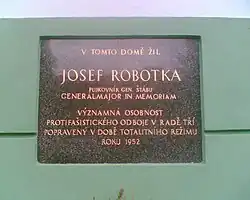 V TOMTO DOMĚ ŽIL
JOSEF ROBOTKA
PLUKOVNÍK GEN. ŠTÁBU
GENERÁLMAJOR IN MEMORIAM
VÝZNAMNÁ OSOBNOST
PROTIFAŠISTICKÉHO ODBOJE V RADĚ TŘÍ
POPRAVENÝ V DOBĚ TOTALITNÍHO REŽIMU
ROKU 1952